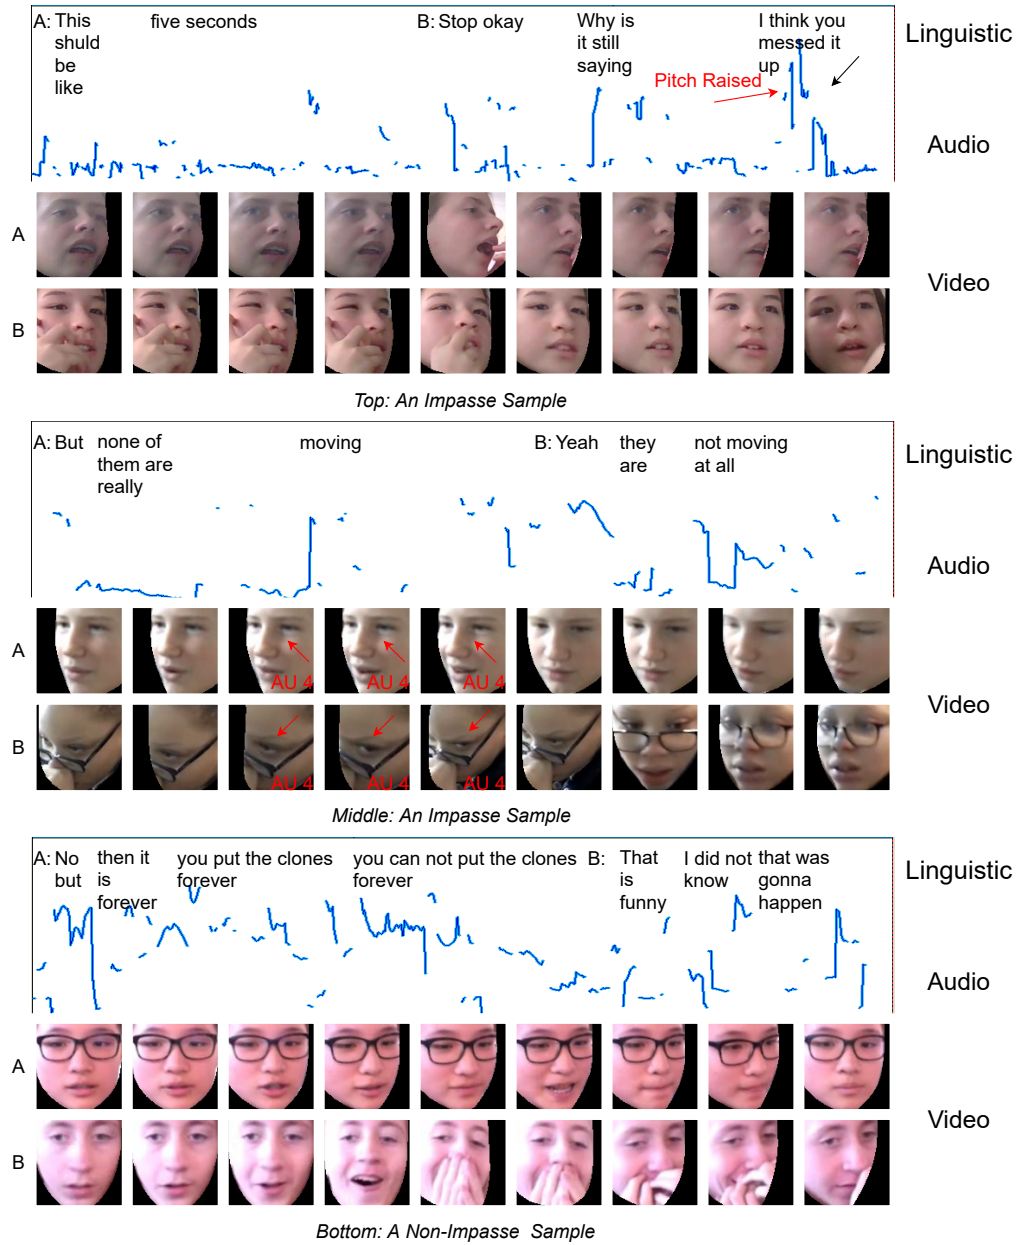 A: This
shuld
be
like
five seconds
B: Stop okay
Why is
it still
saying
I think you
messed it
up
Linguistic
Pitch Raised
Audio
A
B
Video
Top: An Impasse Sample
A: But
none of
them are
really
moving
B: Yeah
they
are
not moving
at all
Linguistic
Audio
A
AU 4
AU 4
AU 4
B
AU 4
AU 4
AU 4
Video
Middle: An Impasse Sample
A: No
but
then it
is
forever
you put the clones
forever
you can not put the clones
forever
B: That
is
funny
I did not
know
that was
gonna
happen
Linguistic
Audio
A
B
Video
Bottom: A Non-Impasse Sample